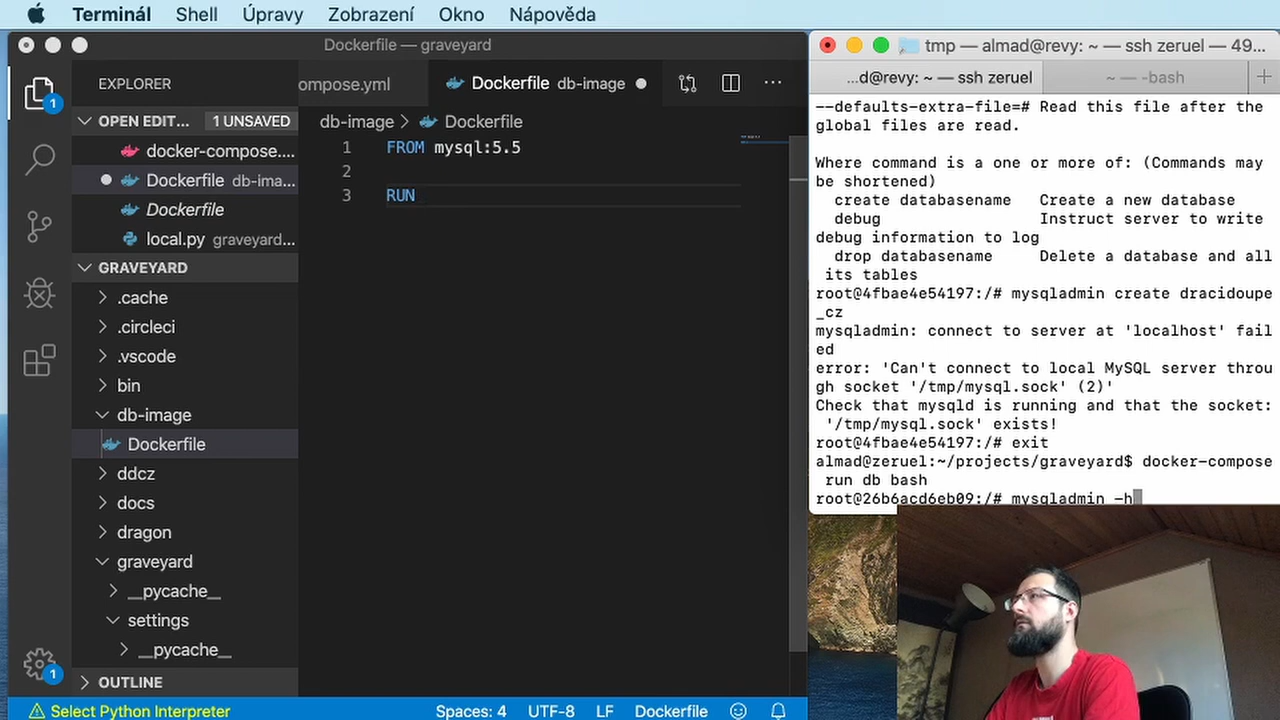 Terminál Shell Úpravy Zobrazení Okno Nápověda
Dockerfile — graveyard
EXPLORER
OPEN EDIT... 1 UNSAVED
docker-compose....
Dockerfile db-ima...
Dockerfile
local.py graveyard...
GRAVEYARD
.cache
.circleci
.vscode
bin
db-image
Dockerfile
ddcz
docs
dragon
graveyard
__pycache__
settings
__pycache__
OUTLINE
1
1
ompose.yml
Dockerfile db-image
db-image > Dockerfile
1 FROM mysql:5.5
2
3 RUN
Select Python Interpreter
Spaces: 4 UTF-8 LF Dockerfile
tmp — almad@revy: ~ — ssh zeruel — 49...
...d@revy: ~ — ssh zeruel
~ — -bash
--defaults-extra-file=# Read this file after the
global files are read.
Where command is a one or more of: (Commands may
be shortened)
create databasename Create a new database
debug Instruct server to write
debug information to log
drop databasename Delete a database and all
its tables
root@4fbae4e54197:/# mysqladmin create dracidoupe
_cz
mysqladmin: connect to server at 'localhost' fail
ed
error: 'Can't connect to local MySQL server throu
gh socket '/tmp/mysql.sock' (2)'
Check that mysqld is running and that the socket:
'/tmp/mysql.sock' exists!
root@4fbae4e54197:/# exit
almad@zeruel:~/projects/graveyard$ docker-compose
run db bash
root@26b6acd6eb09:/# mysqladmin -h